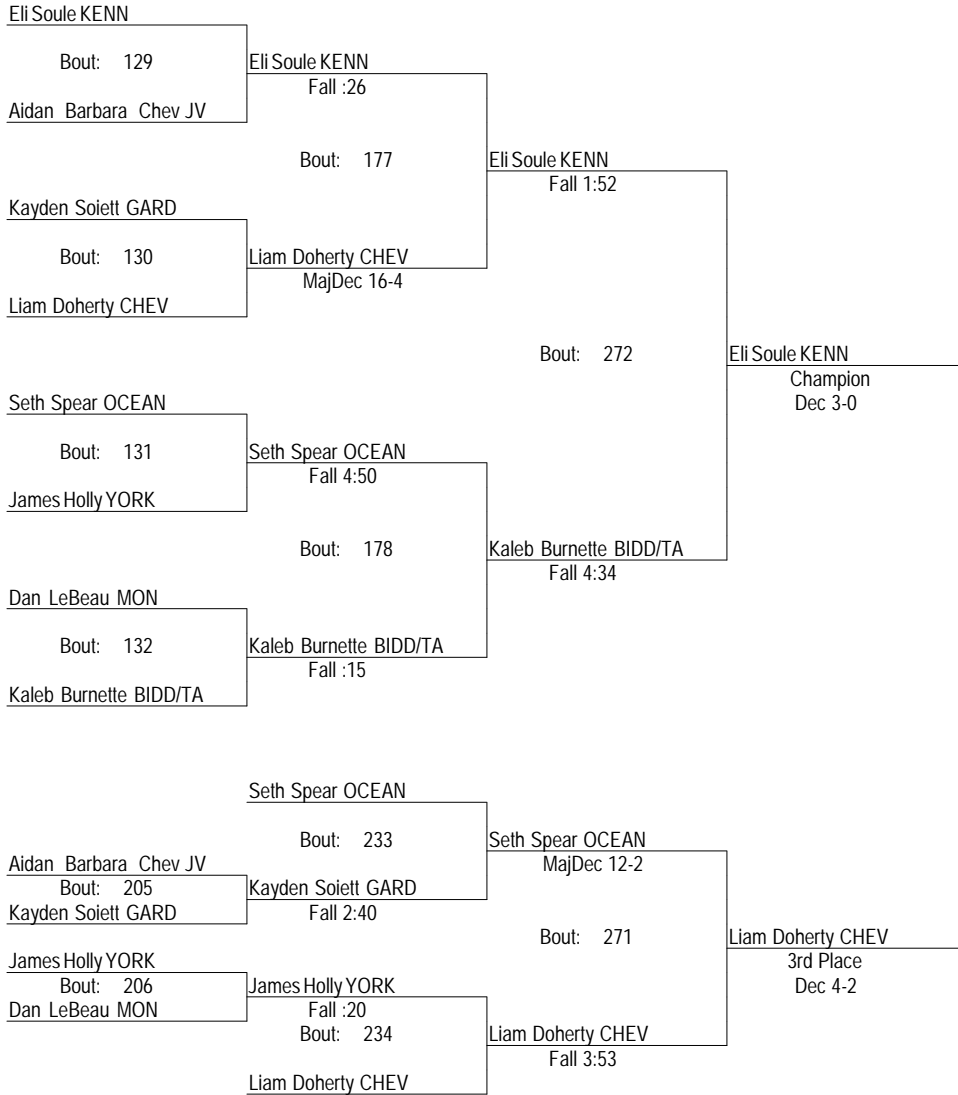 Eli Soule KENN
Bout: 129
Eli Soule KENN
Fall :26
Aidan Barbara Chev JV
Bout: 177
Eli Soule KENN
Fall 1:52
Kayden Soiett GARD
Bout: 130
Liam Doherty CHEV
MajDec 16-4
Liam Doherty CHEV
Bout: 272
Eli Soule KENN
Champion
Dec 3-0
Seth Spear OCEAN
Bout: 131
Seth Spear OCEAN
Fall 4:50
James Holly YORK
Bout: 178
Kaleb Burnette BIDD/TA
Fall 4:34
Dan LeBeau MON
Bout: 132
Kaleb Burnette BIDD/TA
Fall :15
Kaleb Burnette BIDD/TA
Seth Spear OCEAN
Bout: 233
Seth Spear OCEAN
MajDec 12-2
Aidan Barbara Chev JV
Bout: 205
Kayden Soiett GARD
Kayden Soiett GARD
Fall 2:40
Bout: 271
Liam Doherty CHEV
3rd Place
Dec 4-2
James Holly YORK
Bout: 206
James Holly YORK
Dan LeBeau MON
Fall :20
Bout: 234
Liam Doherty CHEV
Fall 3:53
Liam Doherty CHEV